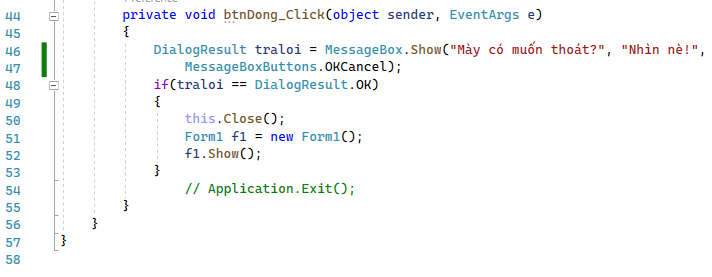 44 private void btnDong_Click(object sender, EventArgs e)
45 {
46 DialogResult traloi = MessageBox.Show("Mày có muốn thoát?", "Nhìn nè!",
47 MessageBoxButtons.OKCancel);
48 if(traloi == DialogResult.OK)
49 {
50 this.Close();
51 Form1 f1 = new Form1();
52 f1.Show();
53 }
54 // Application.Exit();
55 }
56 }
57 }
58